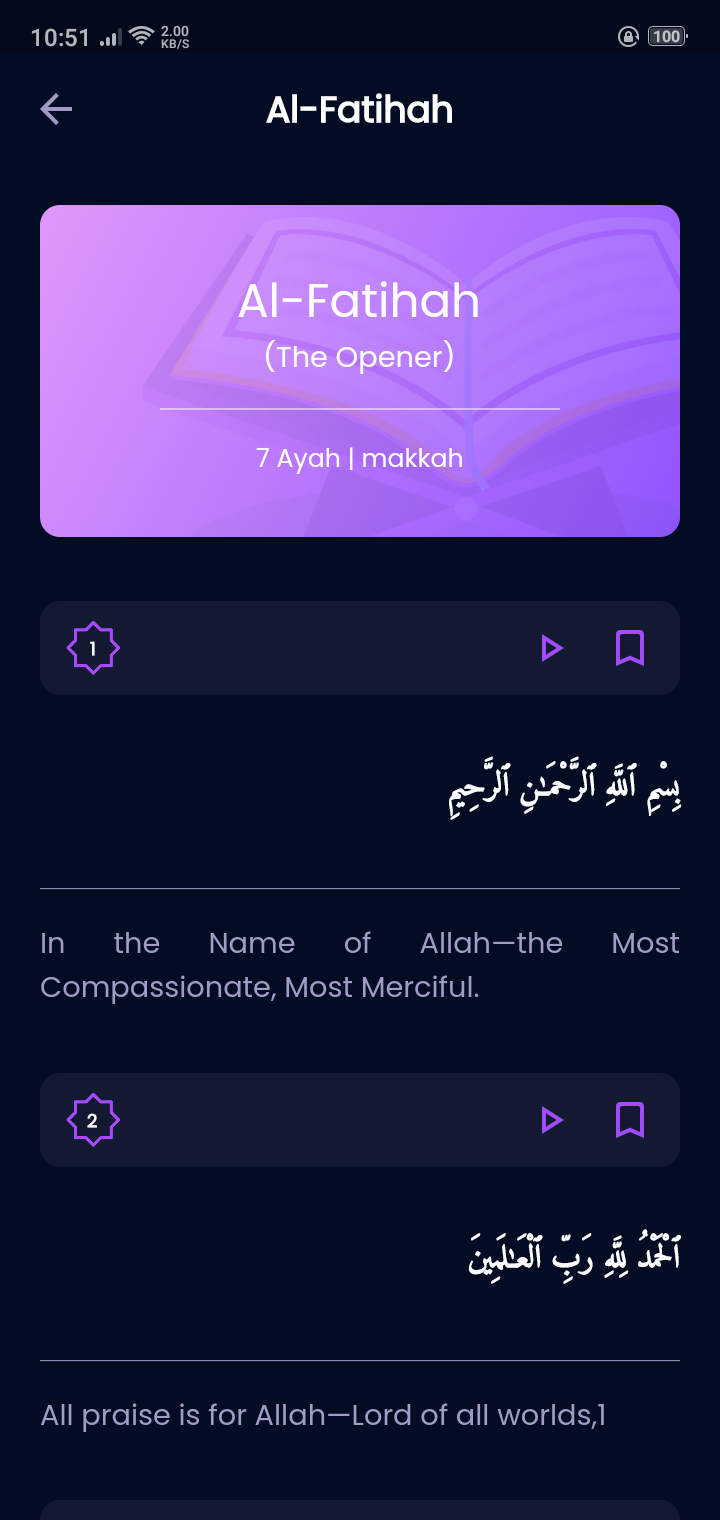 10:51 2.00 KB/S 100
Al-Fatihah
Al-Fatihah
(The Opener)
7 Ayah | makkah
1
بِسْمِ ٱللَّهِ ٱلرَّحْمَـٰنِ ٱلرَّحِيمِ
In the Name of Allah—the Most
Compassionate, Most Merciful.
2
ٱلْحَمْدُ لِلَّهِ رَبِّ ٱلْعَـٰلَمِينَ
All praise is for Allah—Lord of all worlds,1